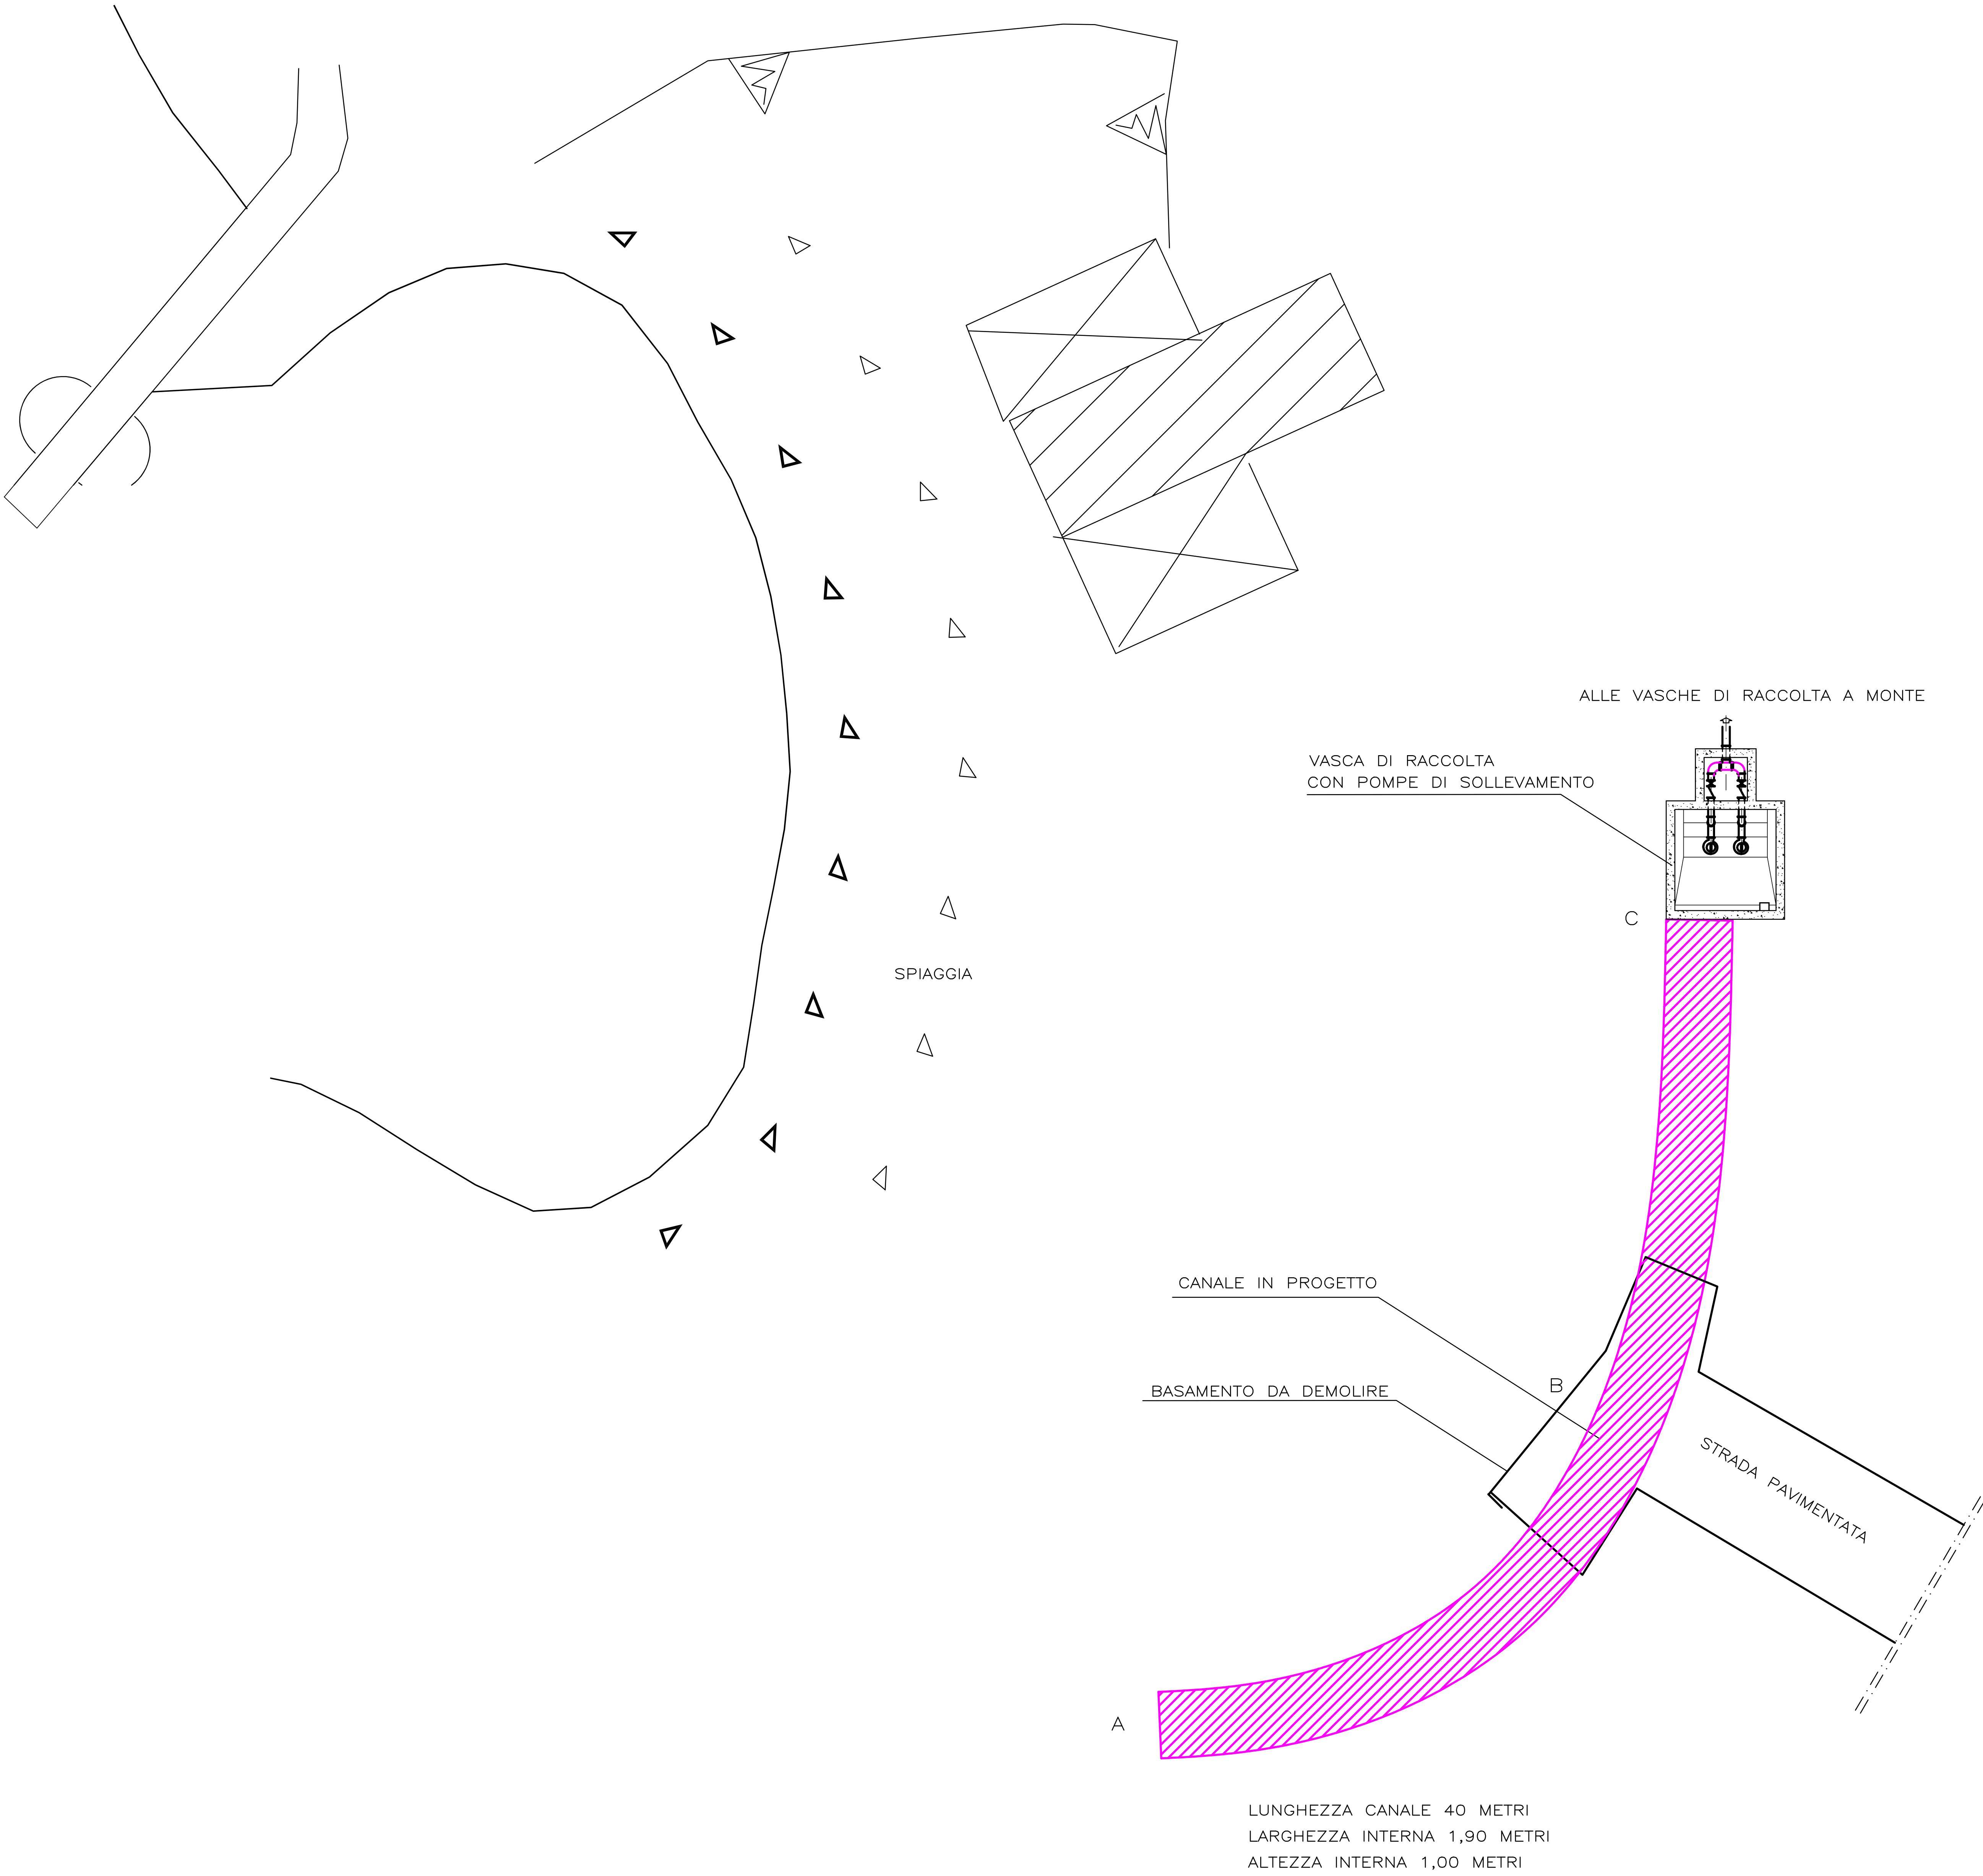 ALLE VASCHE DI RACCOLTA A MONTE
VASCA DI RACCOLTA
CON POMPE DI SOLLEVAMENTO
C
SPIAGGIA
CANALE IN PROGETTO
B
BASAMENTO DA DEMOLIRE
STRADA PAVIMENTATA
A
LUNGHEZZA CANALE 40 METRI
LARGHEZZA INTERNA 1,90 METRI
ALTEZZA INTERNA 1,00 METRI